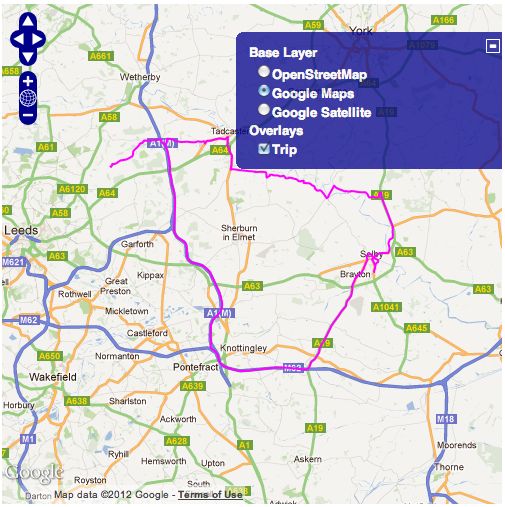 A59
York
A166
A1079
A658
Wetherby
Base Layer
OpenStreetMap
Google Maps
Google Satellite
Overlays
Trip
A19
A58
Tadcaster
A61
A1(M)
A64
A6120
A64
A19
A58
Leeds
Sherburn
in Elmet
Garforth
A63
Selby
A63
M621
Kippax
Brayton
Great
Preston
Rothwell
A63
Mickletown
A1041
M62
A1(M)
Castleford
A645
A650
Normanton
Knottingley
A19
Wakefield
Pontefract
M62
A639
Horbury
A638
Sharlston
Ackworth
M18
M1
A628
A1
A19
Moorends
Ryhill
Hemsworth
Upton
Askern
Thorne
Google
Royston
South
Darton
Map data ©2012 Google - Terms of Use